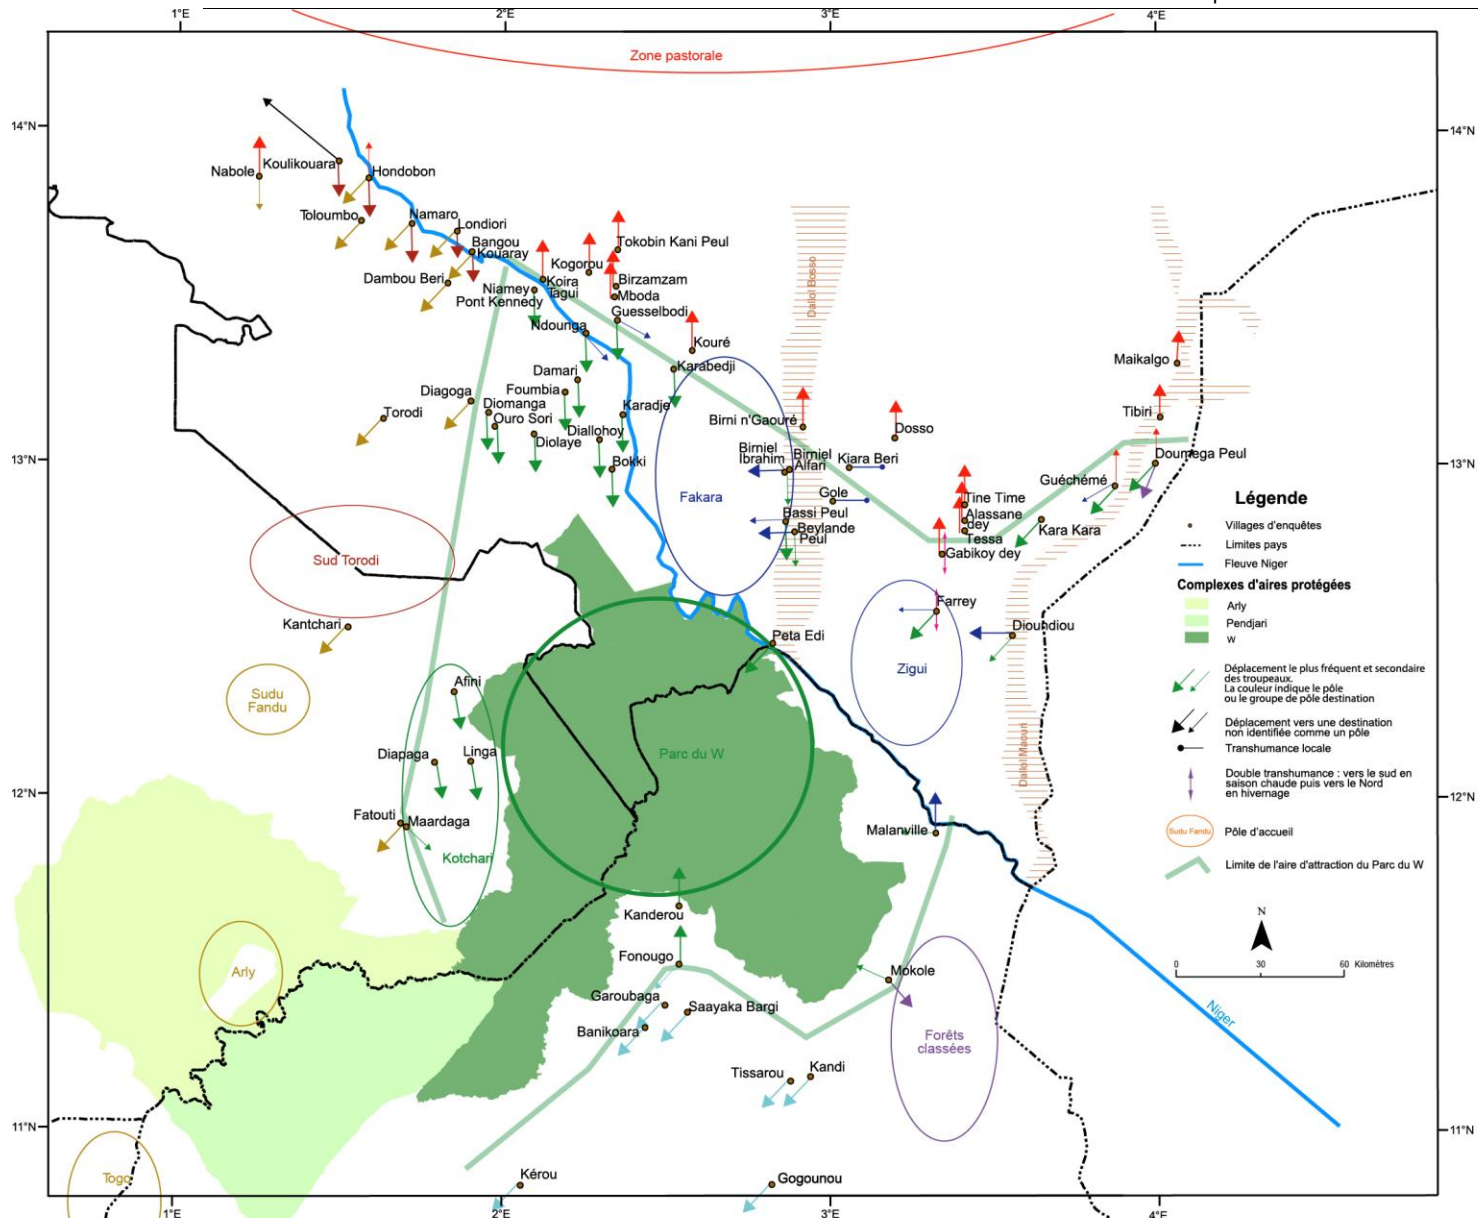 1°E
2°E
3°E
4°E
Zone pastorale
14°N
14°N
Nabole
Koulikouara
Hondobon
Toloumbo
Namaro
Londiori
Bangou
Kouaray
Dambou Beri
Tokobin Kani Peul
Kogorou
Birzamzam
Koira
Tagui
Mboda
Niamey
Pont Kennedy
Guesselbodi
Ndounga
Kouré
Karabedji
Dallol Bosso
Maikalgo
Damari
Foumbia
Diagoga
Diomanga
Torodi
Ouro Sori
Karadje
Diallohoy
Diolaye
Birni n'Gaouré
Dosso
Tibiri
13°N
13°N
Bokki
Birniel
Ibrahim
Birniel
Alfari
Kiara Beri
Doumega Peul
Guéchémé
Fakara
Gole
Tine Time
Bassi Peul
Alassane
dey
Beylande
Peul
Tessa
Kara Kara
Gabikoy dey
Sud Torodi
Kantchari
Farrey
Dioundiou
Peta Edi
Zigui
Sudu
Fandu
Afini
Diapaga
Linga
Parc du W
Dallol Maouri
12°N
12°N
Fatouti
Maardaga
Malanville
Kotchari
Kanderou
Fonougo
Arly
Mokole
Garoubaga
Saayaka Bargi
Banikoara
Forêts
classées
Niger
Tissarou
Kandi
11°N
11°N
Togo
Kérou
Gogounou
1°E
2°E
3°E
4°E
Légende
Villages d'enquêtes
Limites pays
Fleuve Niger
Complexes d'aires protégées
Arly
Pendjari
W
Déplacement le plus fréquent et secondaire
des troupeaux.
La couleur indique le pôle
ou le groupe de pôle destination
Déplacement vers une destination
non identifiée comme un pôle
Transhumance locale
Double transhumance : vers le sud en
saison chaude puis vers le Nord
en hivernage
Sudu Fandu
Pôle d'accueil
Limite de l'aire d'attraction du Parc du W
N
0 30 60 Kilomètres